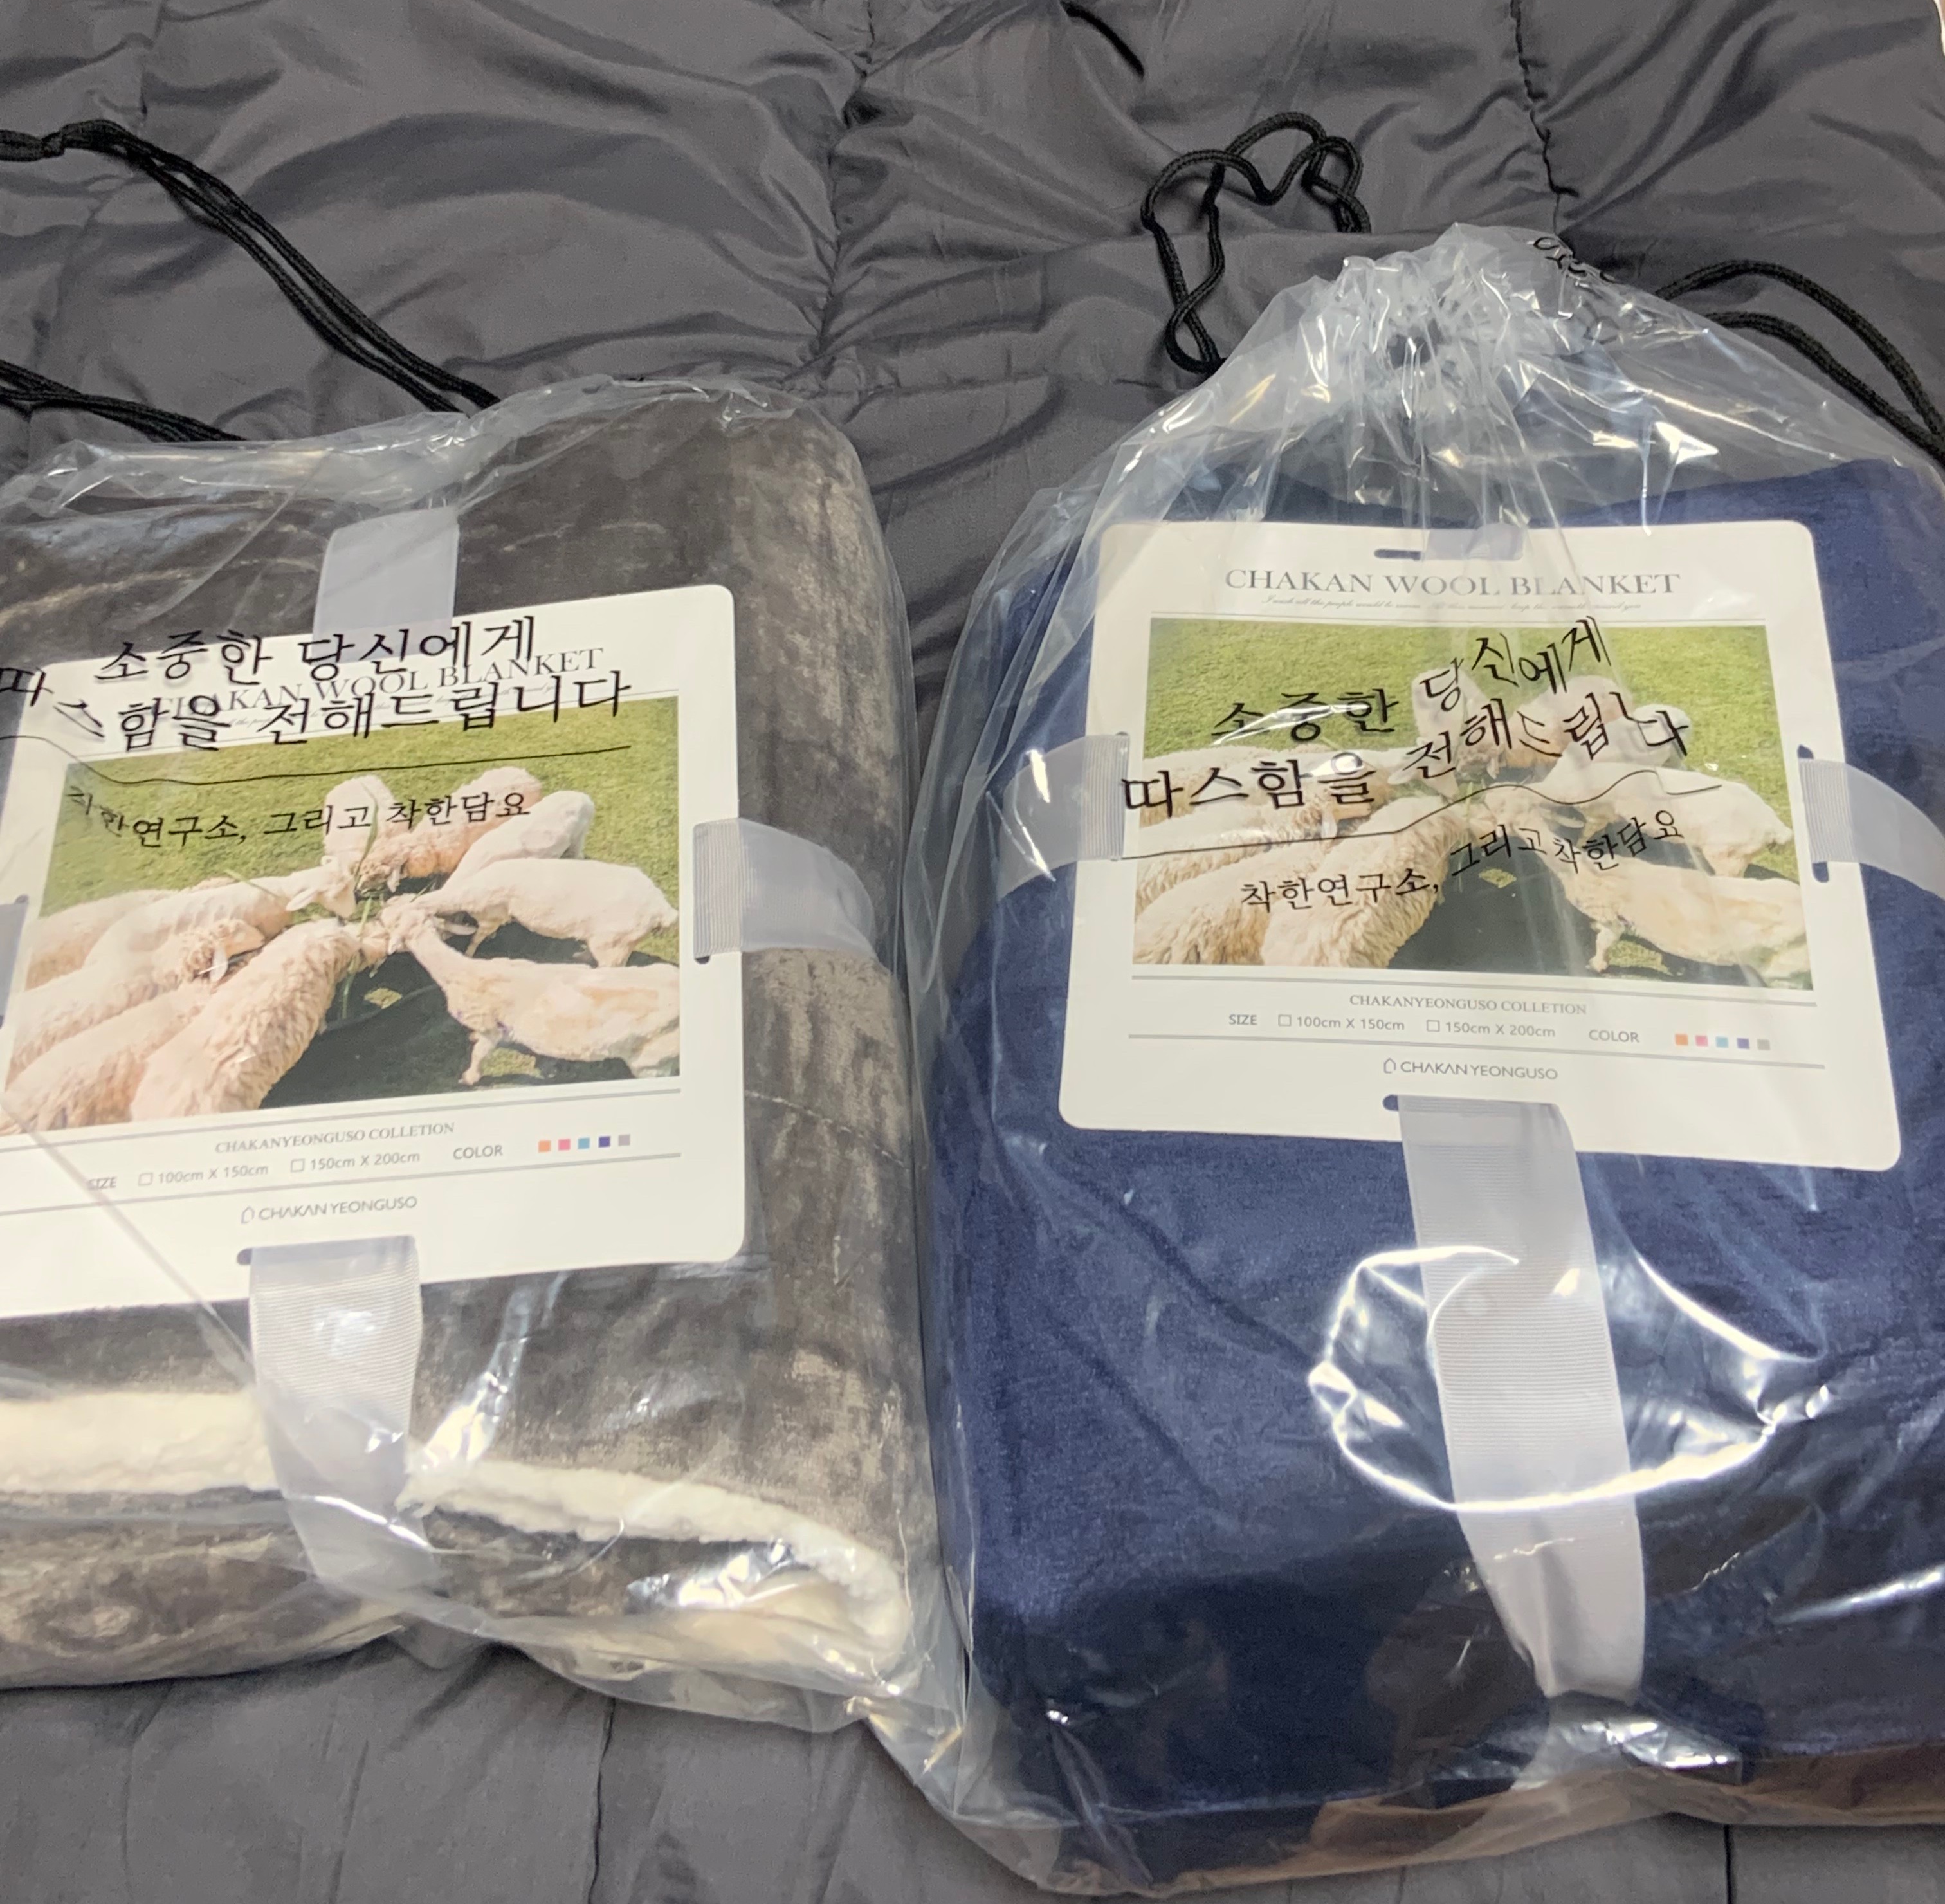 소중한 당신에게
함을 전해드립니다
연구소, 그리고 착한담요
WOOL BLANKET
CHAKANYEONGUSO COLLETION
SIZE □ 100cm X 150cm □ 150cm X 200cm COLOR
CHAKAN YEONGUSO
CHAKAN WOOL BLANKET
소중한 당신에게
따스함을 전해드립니다
착한연구소, 그리고 착한담요
CHAKANYEONGUSO COLLETION
SIZE □ 100cm X 150cm □ 150cm X 200cm COLOR
CHAKAN YEONGUSO